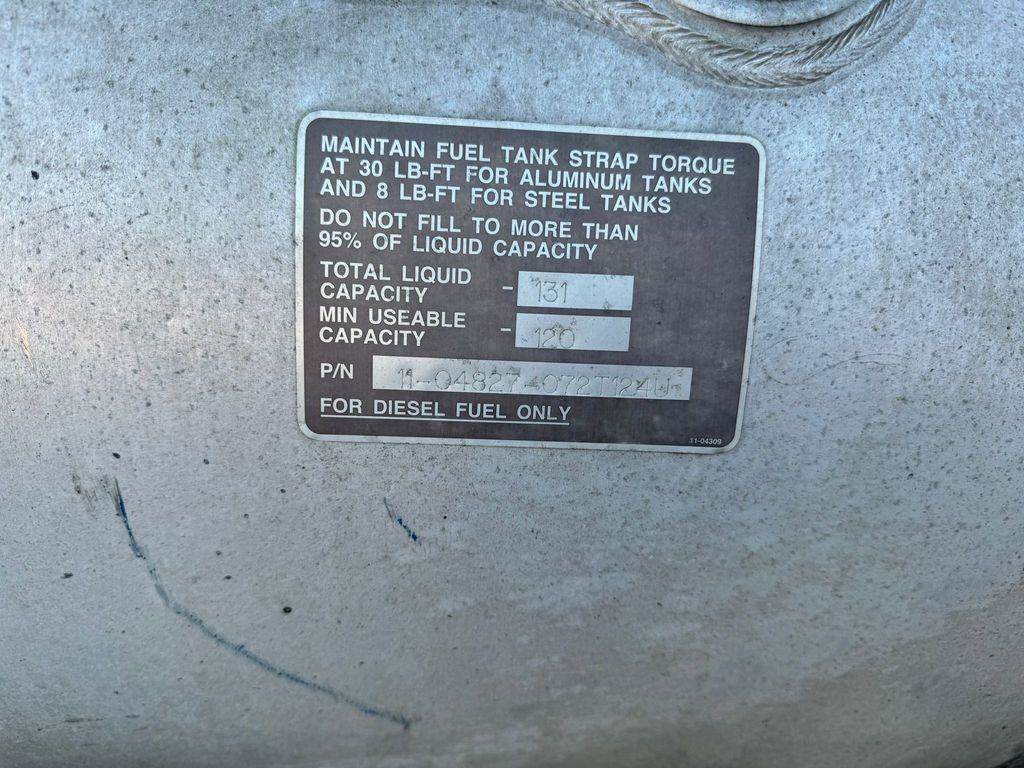 MAINTAIN FUEL TANK STRAP TORQUE
AT 30 LB-FT FOR ALUMINUM TANKS
AND 8 LB-FT FOR STEEL TANKS
DO NOT FILL TO MORE THAN
95% OF LIQUID CAPACITY
TOTAL LIQUID
CAPACITY - 131
MIN USEABLE
CAPACITY - 120
P/N 11-04827-072T124U
FOR DIESEL FUEL ONLY
11-04309